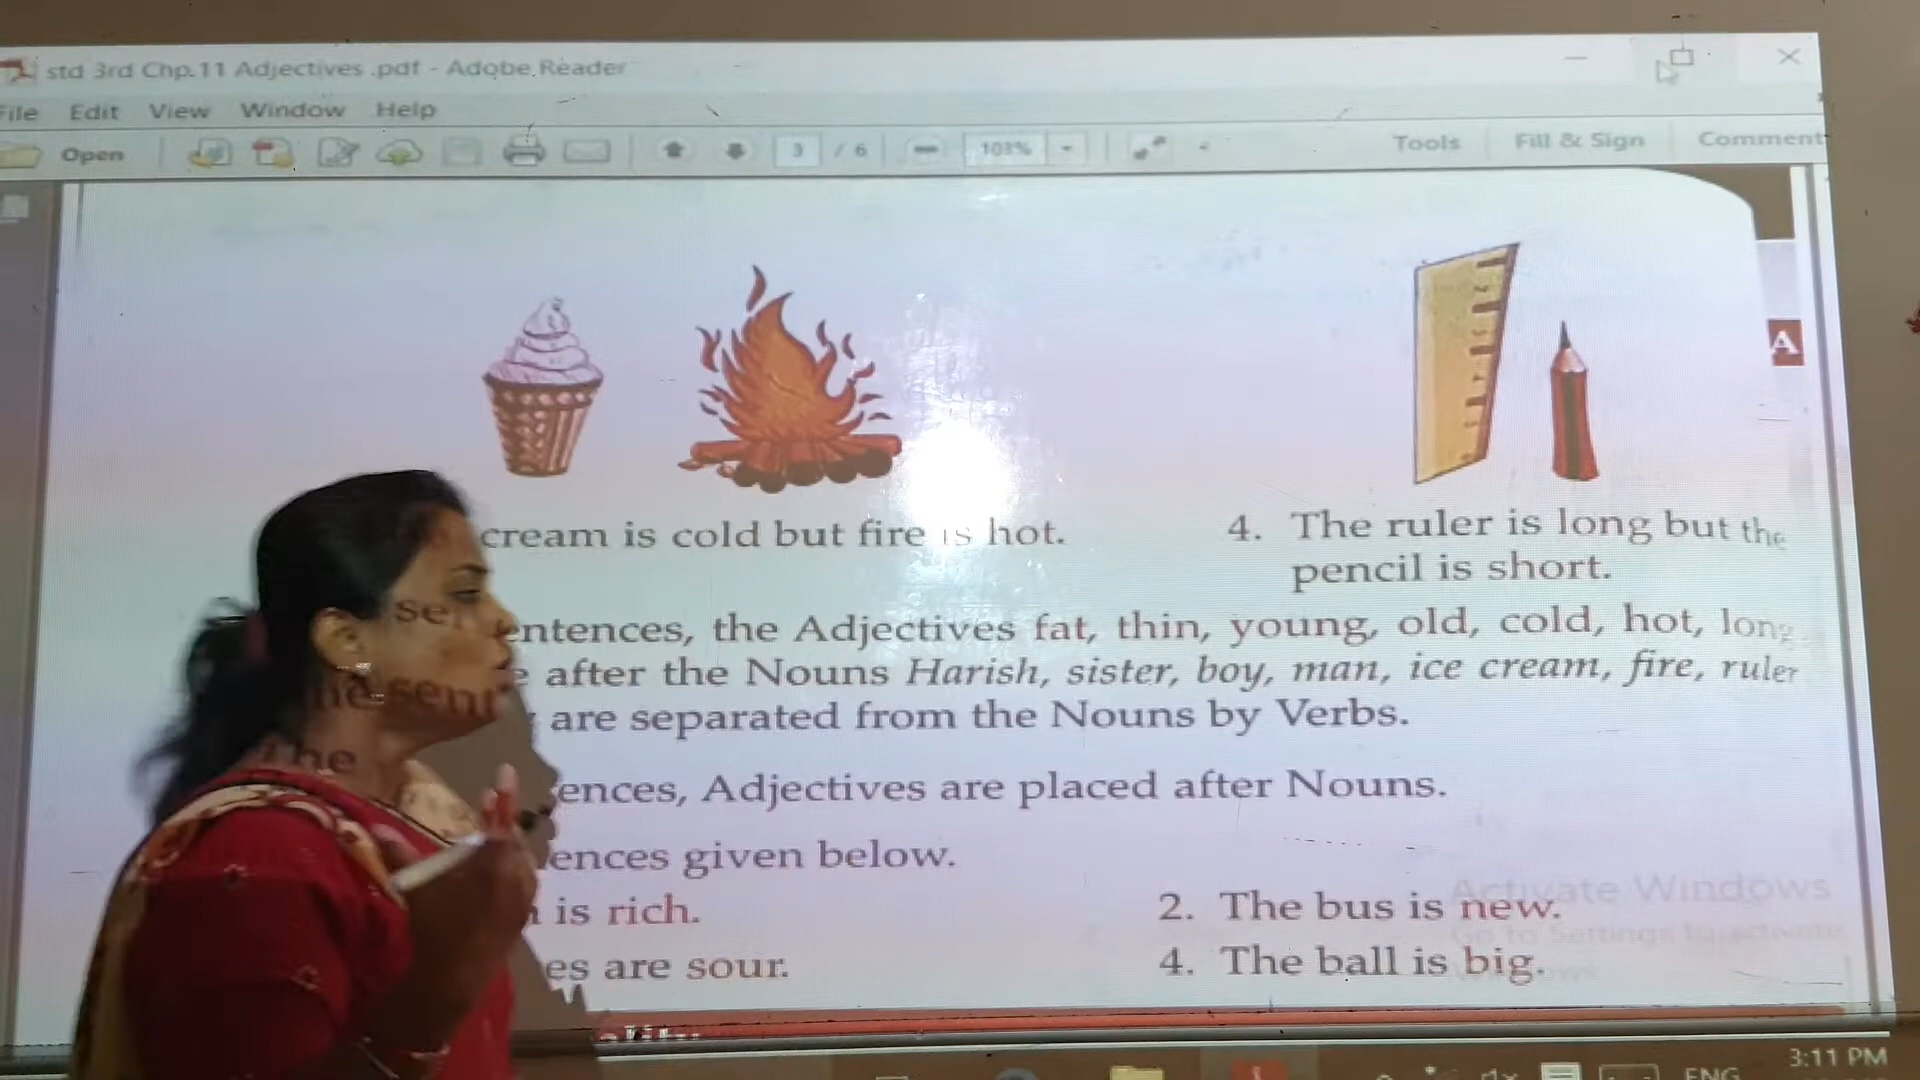 std 3rd Chp.11 Adjectives .pdf - Adobe Reader
File Edit View Window Help
Open 3 / 6 103% Tools Fill & Sign Comment
A
cream is cold but fire is hot.
4. The ruler is long but the
pencil is short.
entences, the Adjectives fat, thin, young, old, cold, hot, long
after the Nouns Harish, sister, boy, man, ice cream, fire, ruler
are separated from the Nouns by Verbs.
ences, Adjectives are placed after Nouns.
ences given below.
is rich.
2. The bus is new.
es are sour.
4. The ball is big.
Activate Windows
Go to Settings to activate
3:11 PM
ENG